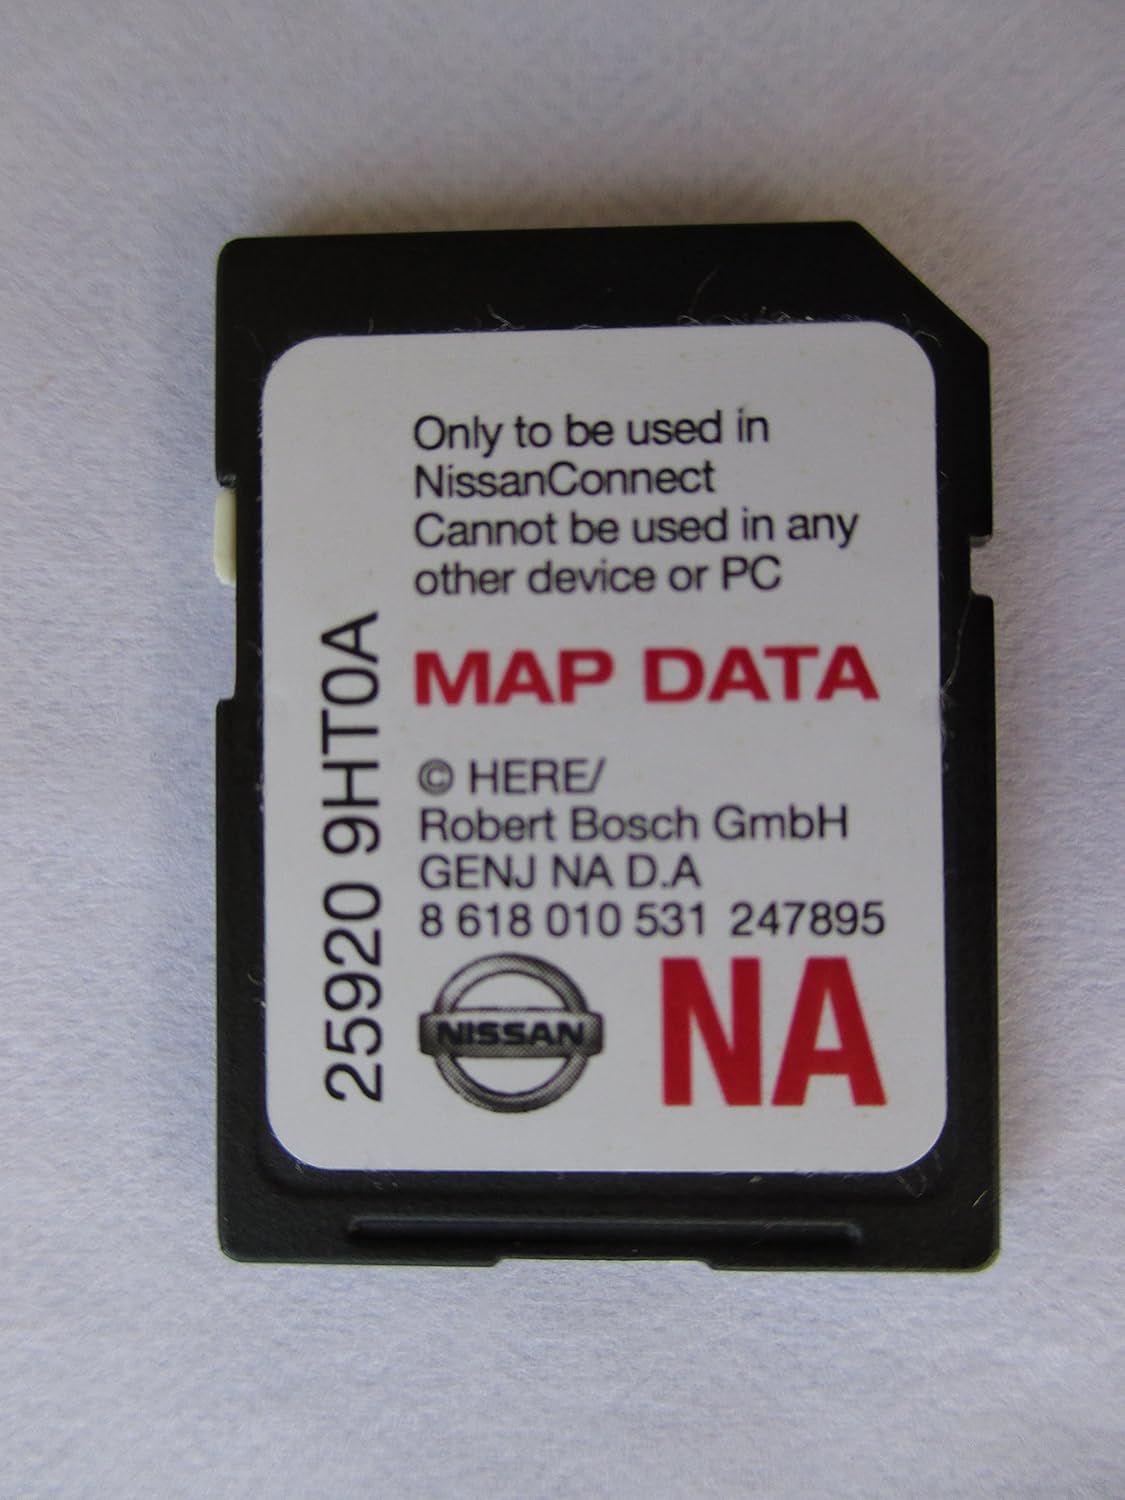 Only to be used in
NissanConnect
Cannot be used in any
other device or PC
MAP DATA
© HERE/
Robert Bosch GmbH
GENJ NA D.A
8 618 010 531 247895
NISSAN
NA
25920 9HT0A